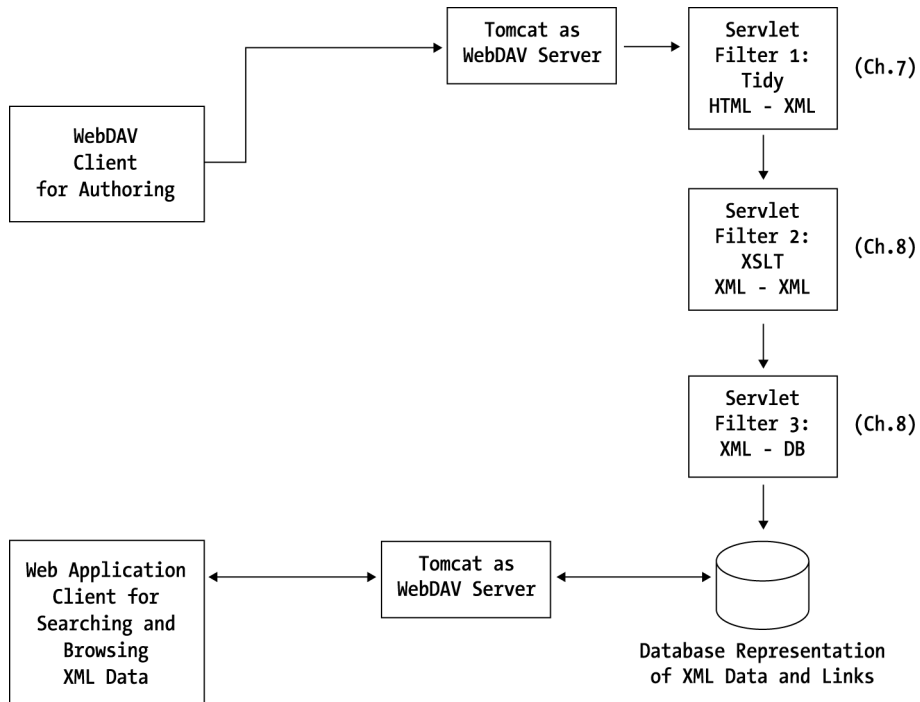 Tomcat as
WebDAV Server
Servlet
Filter 1:
Tidy
HTML - XML
(Ch.7)
WebDAV
Client
for Authoring
Servlet
Filter 2:
XSLT
XML - XML
(Ch.8)
Servlet
Filter 3:
XML - DB
(Ch.8)
Web Application
Client for
Searching and
Browsing
XML Data
Tomcat as
WebDAV Server
Database Representation
of XML Data and Links